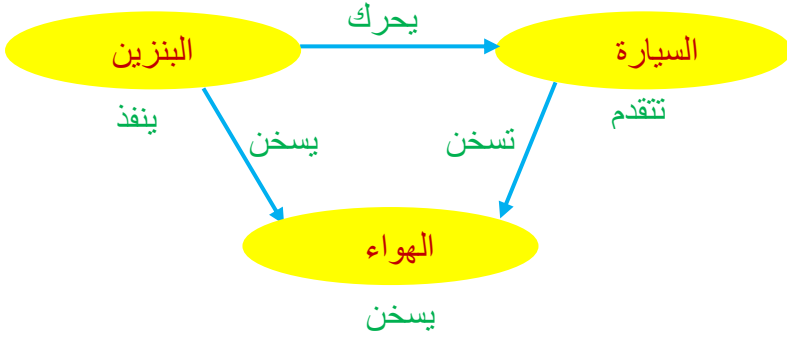 يحرك
السيارة
البنزين
تتقدم
ينفذ
تسخن
يسخن
الهواء
يسخن